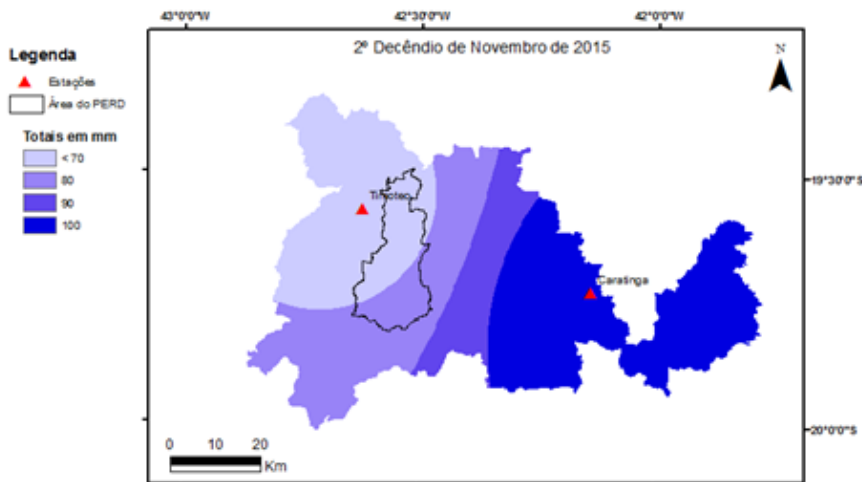 43°0'0"W
42°30'0"W
42°0'0"W
2º Decêndio de Novembro de 2015
N
Legenda
Estações
Área do PERD
Totais em mm
< 70
80
90
100
Timoteo
Caratinga
19°30'0"S
20°0'0"S
0 10 20
Km